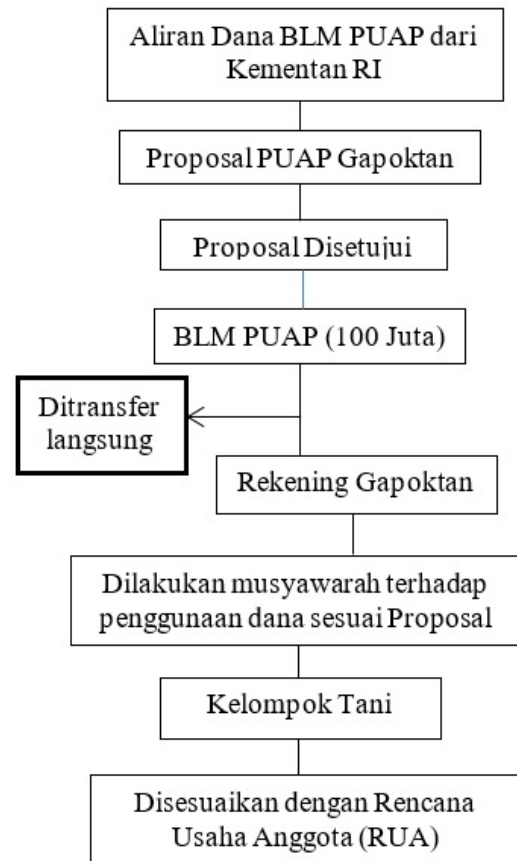 Aliran Dana BLM PUAP dari
Kementan RI
Proposal PUAP Gapoktan
Proposal Disetujui
BLM PUAP (100 Juta)
Ditransfer
langsung
Rekening Gapoktan
Dilakukan musyawarah terhadap
penggunaan dana sesuai Proposal
Kelompok Tani
Disesuaikan dengan Rencana
Usaha Anggota (RUA)